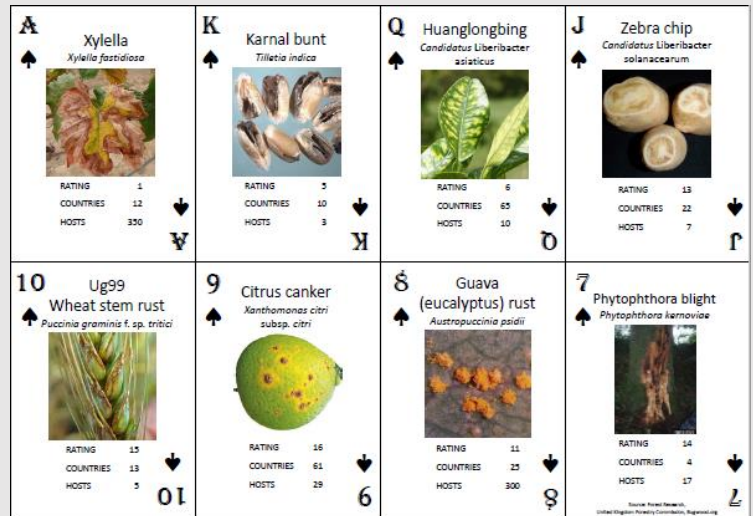 A
Xylella
Xylella fastidiosa
RATING 1
COUNTRIES 12
HOSTS 350
A
K
Karnal bunt
Tilletia indica
RATING 5
COUNTRIES 10
HOSTS 3
K
Q
Huanglongbing
Candidatus Liberibacter
asiaticus
RATING 6
COUNTRIES 65
HOSTS 10
Q
J
Zebra chip
Candidatus Liberibacter
solanacearum
RATING 13
COUNTRIES 22
HOSTS 7
J
10
Ug99
Wheat stem rust
Puccinia graminis f. sp. tritici
RATING 15
COUNTRIES 13
HOSTS 5
10
9
Citrus canker
Xanthomonas citri
subsp. citri
RATING 16
COUNTRIES 61
HOSTS 29
9
8
Guava
(eucalyptus) rust
Austropuccinia psidii
RATING 11
COUNTRIES 25
HOSTS 300
8
7
Phytophthora blight
Phytophthora kernoviae
RATING 14
COUNTRIES 4
HOSTS 17
7
Source: Forest Research,
United Kingdom Forestry Commission, Bugwood.org